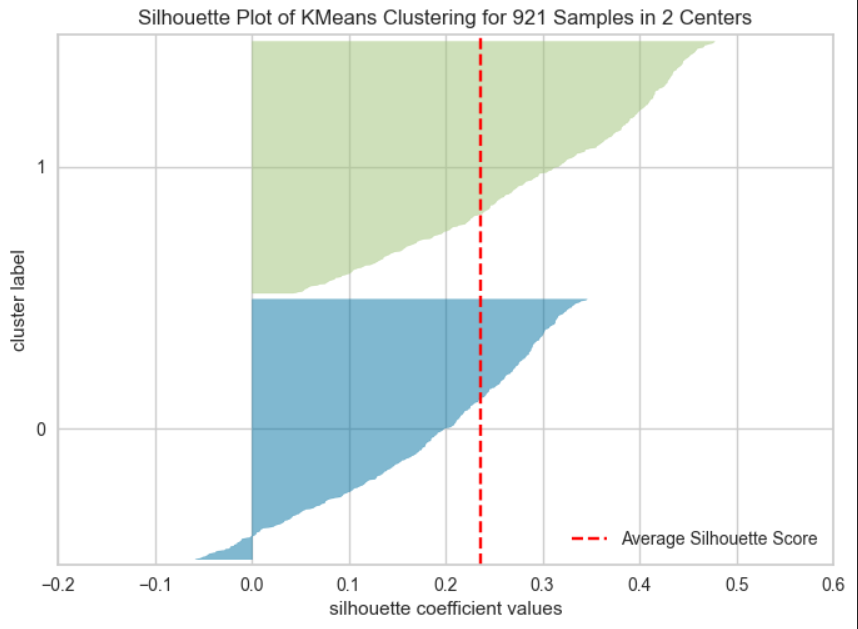 Silhouette Plot of KMeans Clustering for 921 Samples in 2 Centers
cluster label
1
0
Average Silhouette Score
−0.2 −0.1 0.0 0.1 0.2 0.3 0.4 0.5 0.6
silhouette coefficient values